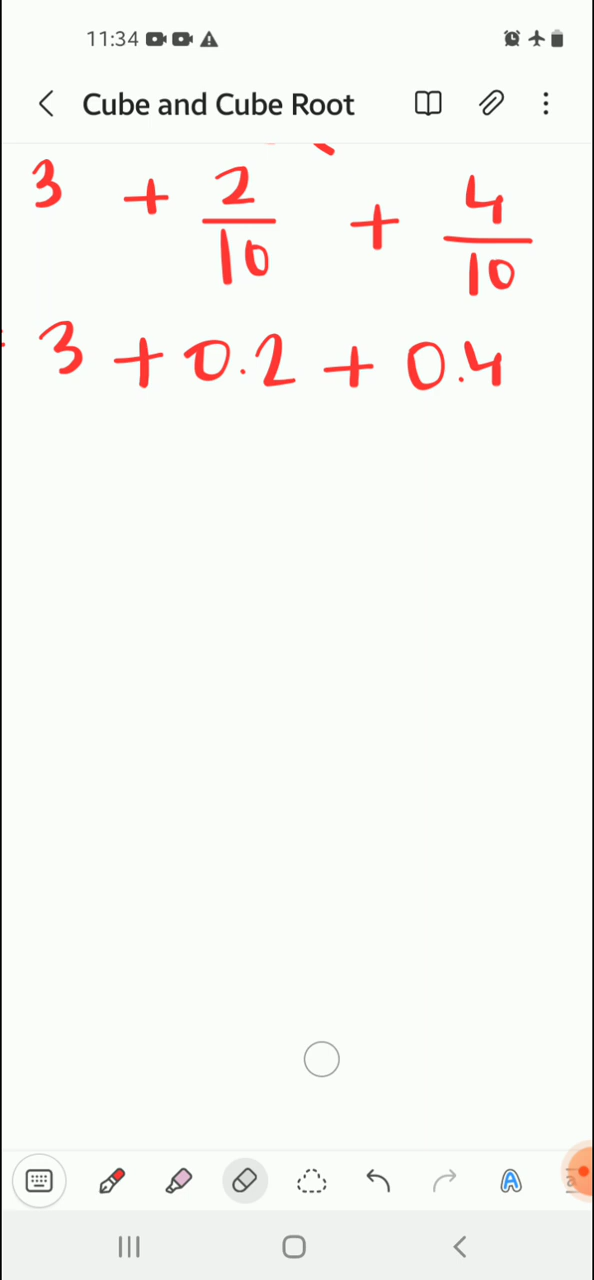 11:34
Cube and Cube Root
3 + 2/10 + 4/10
3 + 0.2 + 0.4
A